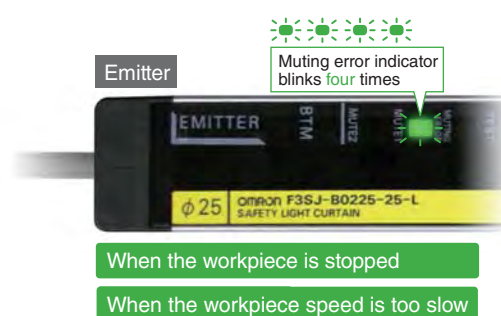 Emitter
Muting error indicator
blinks four times
EMITTER
BTM
MUTE2
MUTE1
φ25
OMRON F3SJ-B0225-25-L
SAFETY LIGHT CURTAIN
When the workpiece is stopped
When the workpiece speed is too slow